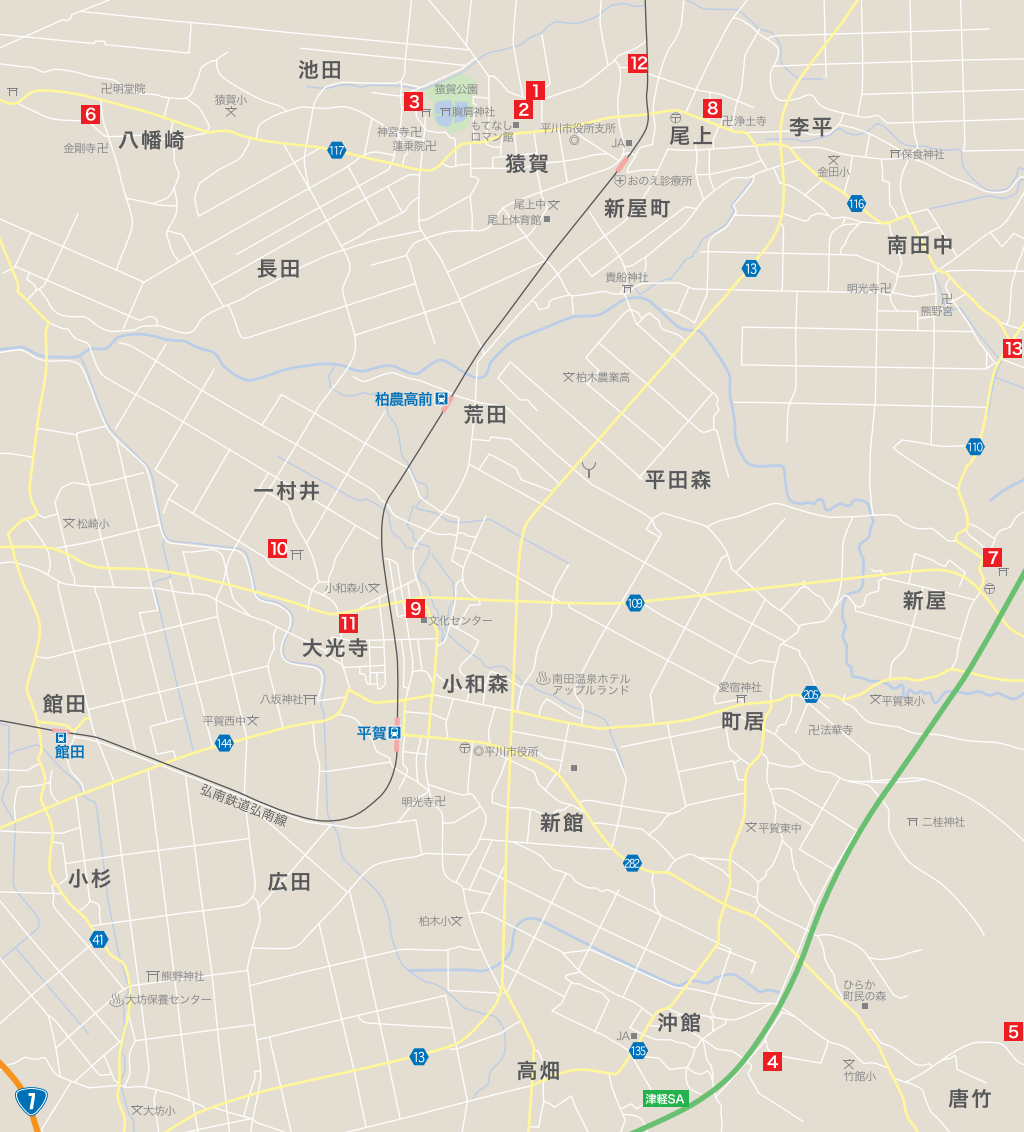 池田
12
1
猿賀公園
卍明堂院
猿賀小
3
胸肩神社
2
8
6
もてなし
ロマン館
平川市役所支所
卍浄土寺
李平
神宮寺卍
蓮乗院卍
八幡崎
金剛寺卍
117
猿賀
JA
尾上
保食神社
金田小
おのえ診療所
116
尾上中
尾上体育館
新屋町
南田中
長田
13
貴船神社
明光寺卍
卍
熊野宮
13
柏木農業高
柏農高前
荒田
110
平田森
一村井
松崎小
10
7
小和森小
109
新屋
9
文化センター
11
大光寺
小和森
南田温泉ホテル
アップルランド
愛宕神社
205
平賀東小
八坂神社
館田
平賀西中
町居
卍法華寺
平賀
144
館田
平川市役所
弘南鉄道弘南線
明光寺卍
新館
平賀東中
二桂神社
282
小杉
広田
柏木小
41
熊野神社
大坊保養センター
ひらか
町民の森
沖館
JA
5
135
13
4
高畑
竹館小
7
津軽SA
唐竹
大坊小